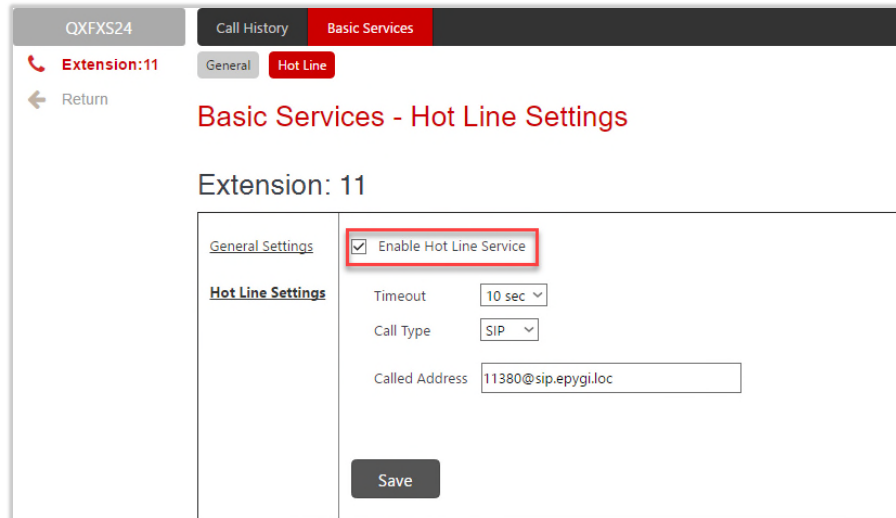 QXFXS24
Call History Basic Services
Extension:11
General Hot Line
Return
Basic Services - Hot Line Settings
Extension: 11
General Settings
Enable Hot Line Service
Hot Line Settings
Timeout 10 sec
Call Type SIP
Called Address 11380@sip.epygi.loc
Save